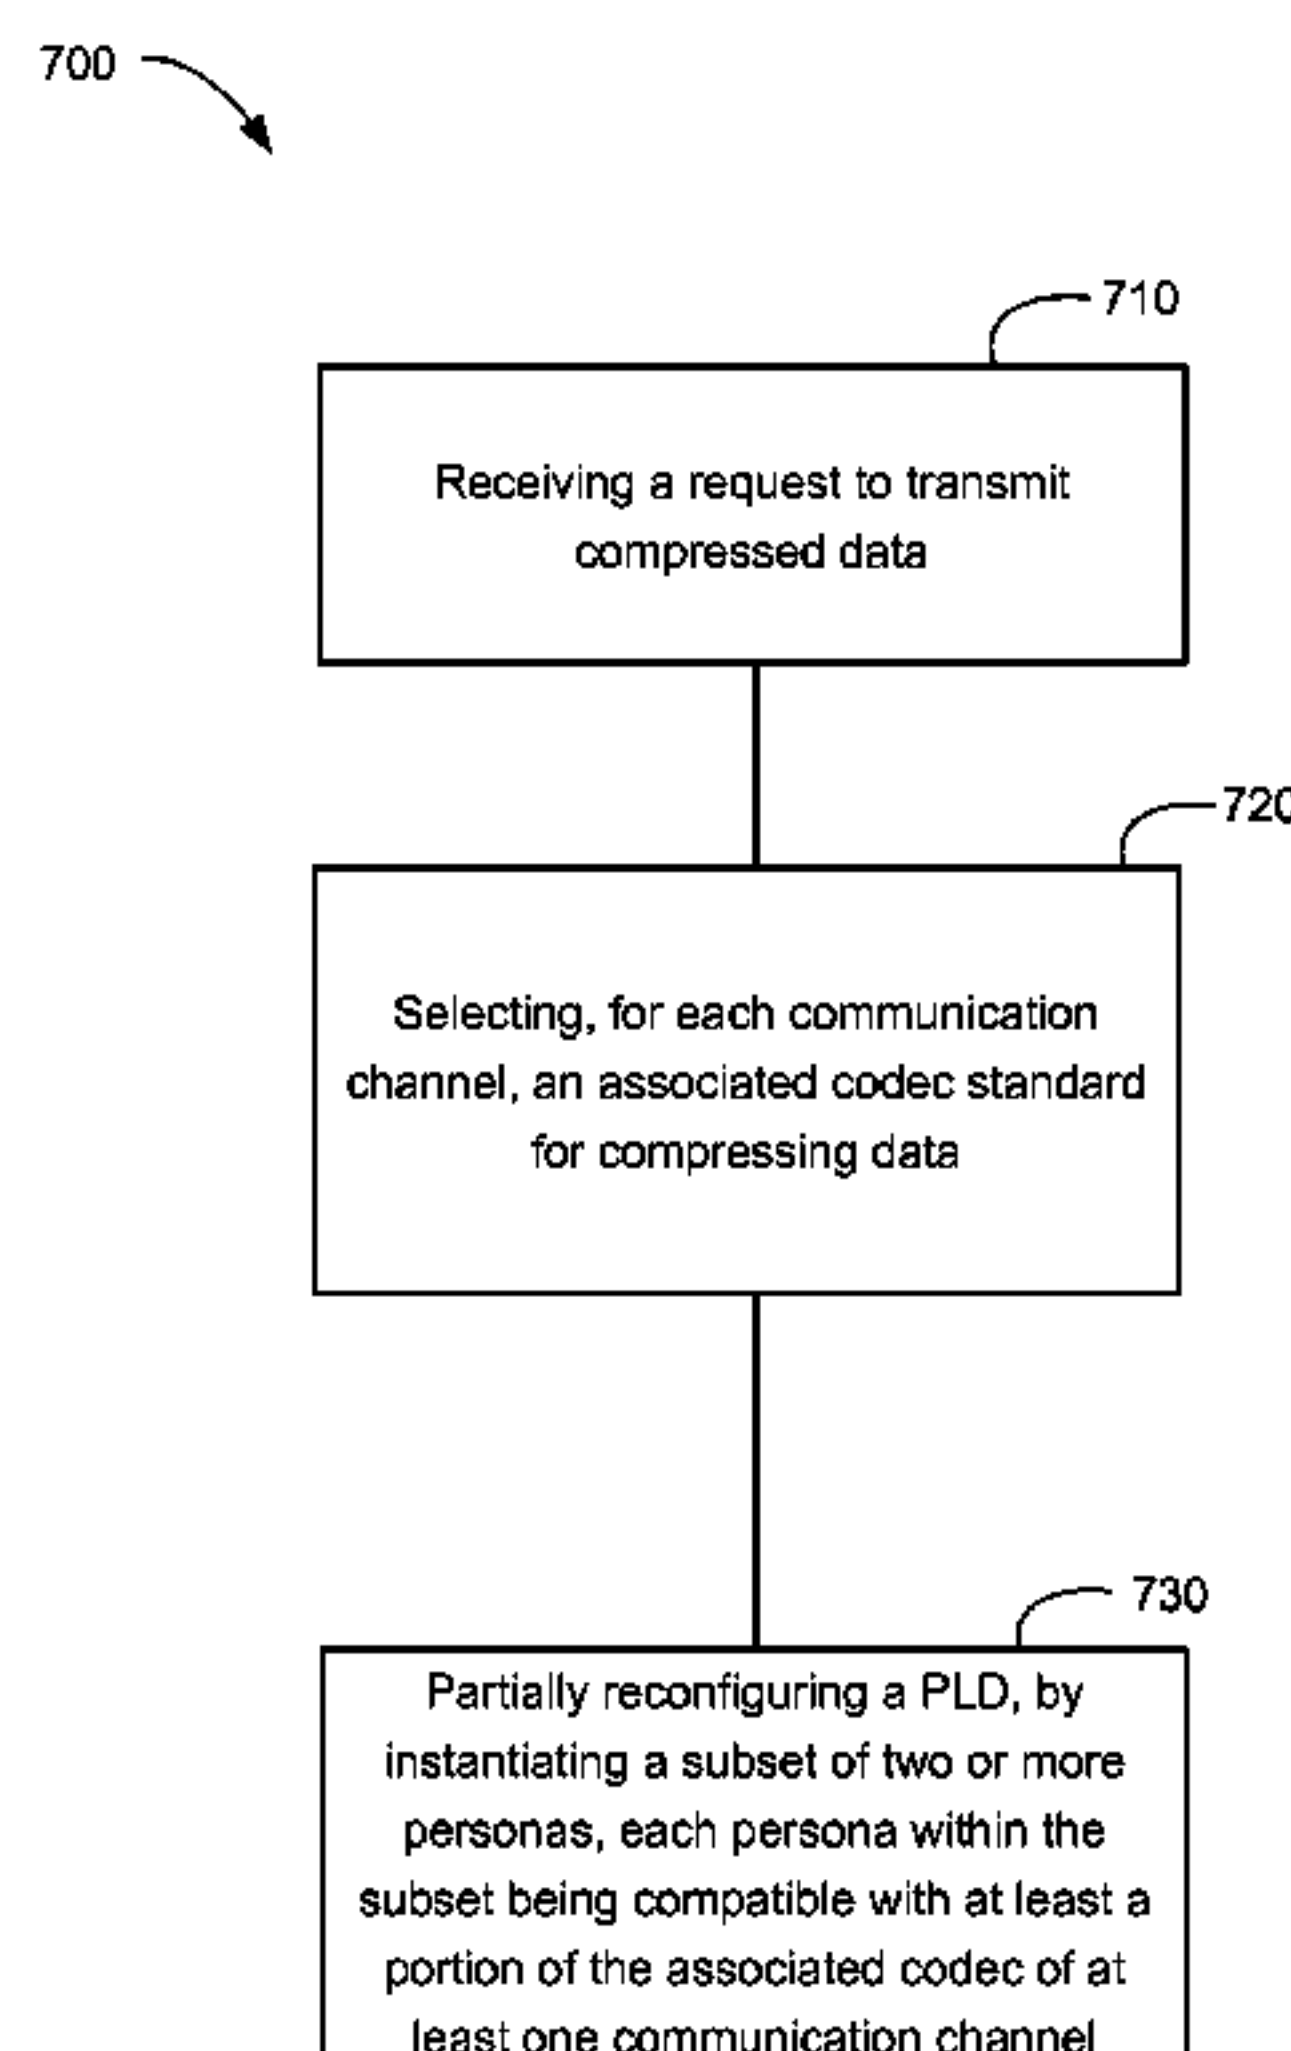 700
710
Receiving a request to transmit
compressed data
720
Selecting, for each communication
channel, an associated codec standard
for compressing data
730
Partially reconfiguring a PLD, by
instantiating a subset of two or more
personas, each persona within the
subset being compatible with at least a
portion of the associated codec of at
least one communication channel